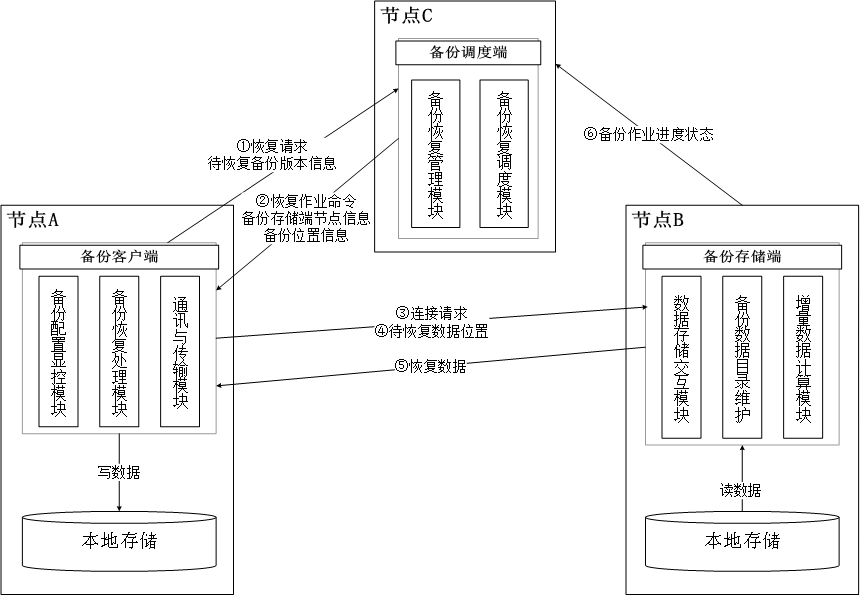 节点C
备份调度端
备份恢复管理模块
备份恢复调度模块
①恢复请求
待恢复备份版本信息
②恢复作业命令
备份存储端节点信息
备份位置信息
⑥备份作业进度状态
节点A
备份客户端
备份配置显控模块
备份恢复处理模块
通讯与传输模块
写数据
本地存储
③连接请求
④待恢复数据位置
⑤恢复数据
节点B
备份存储端
数据存储交互模块
备份数据目录维护
增量数据计算模块
读数据
本地存储